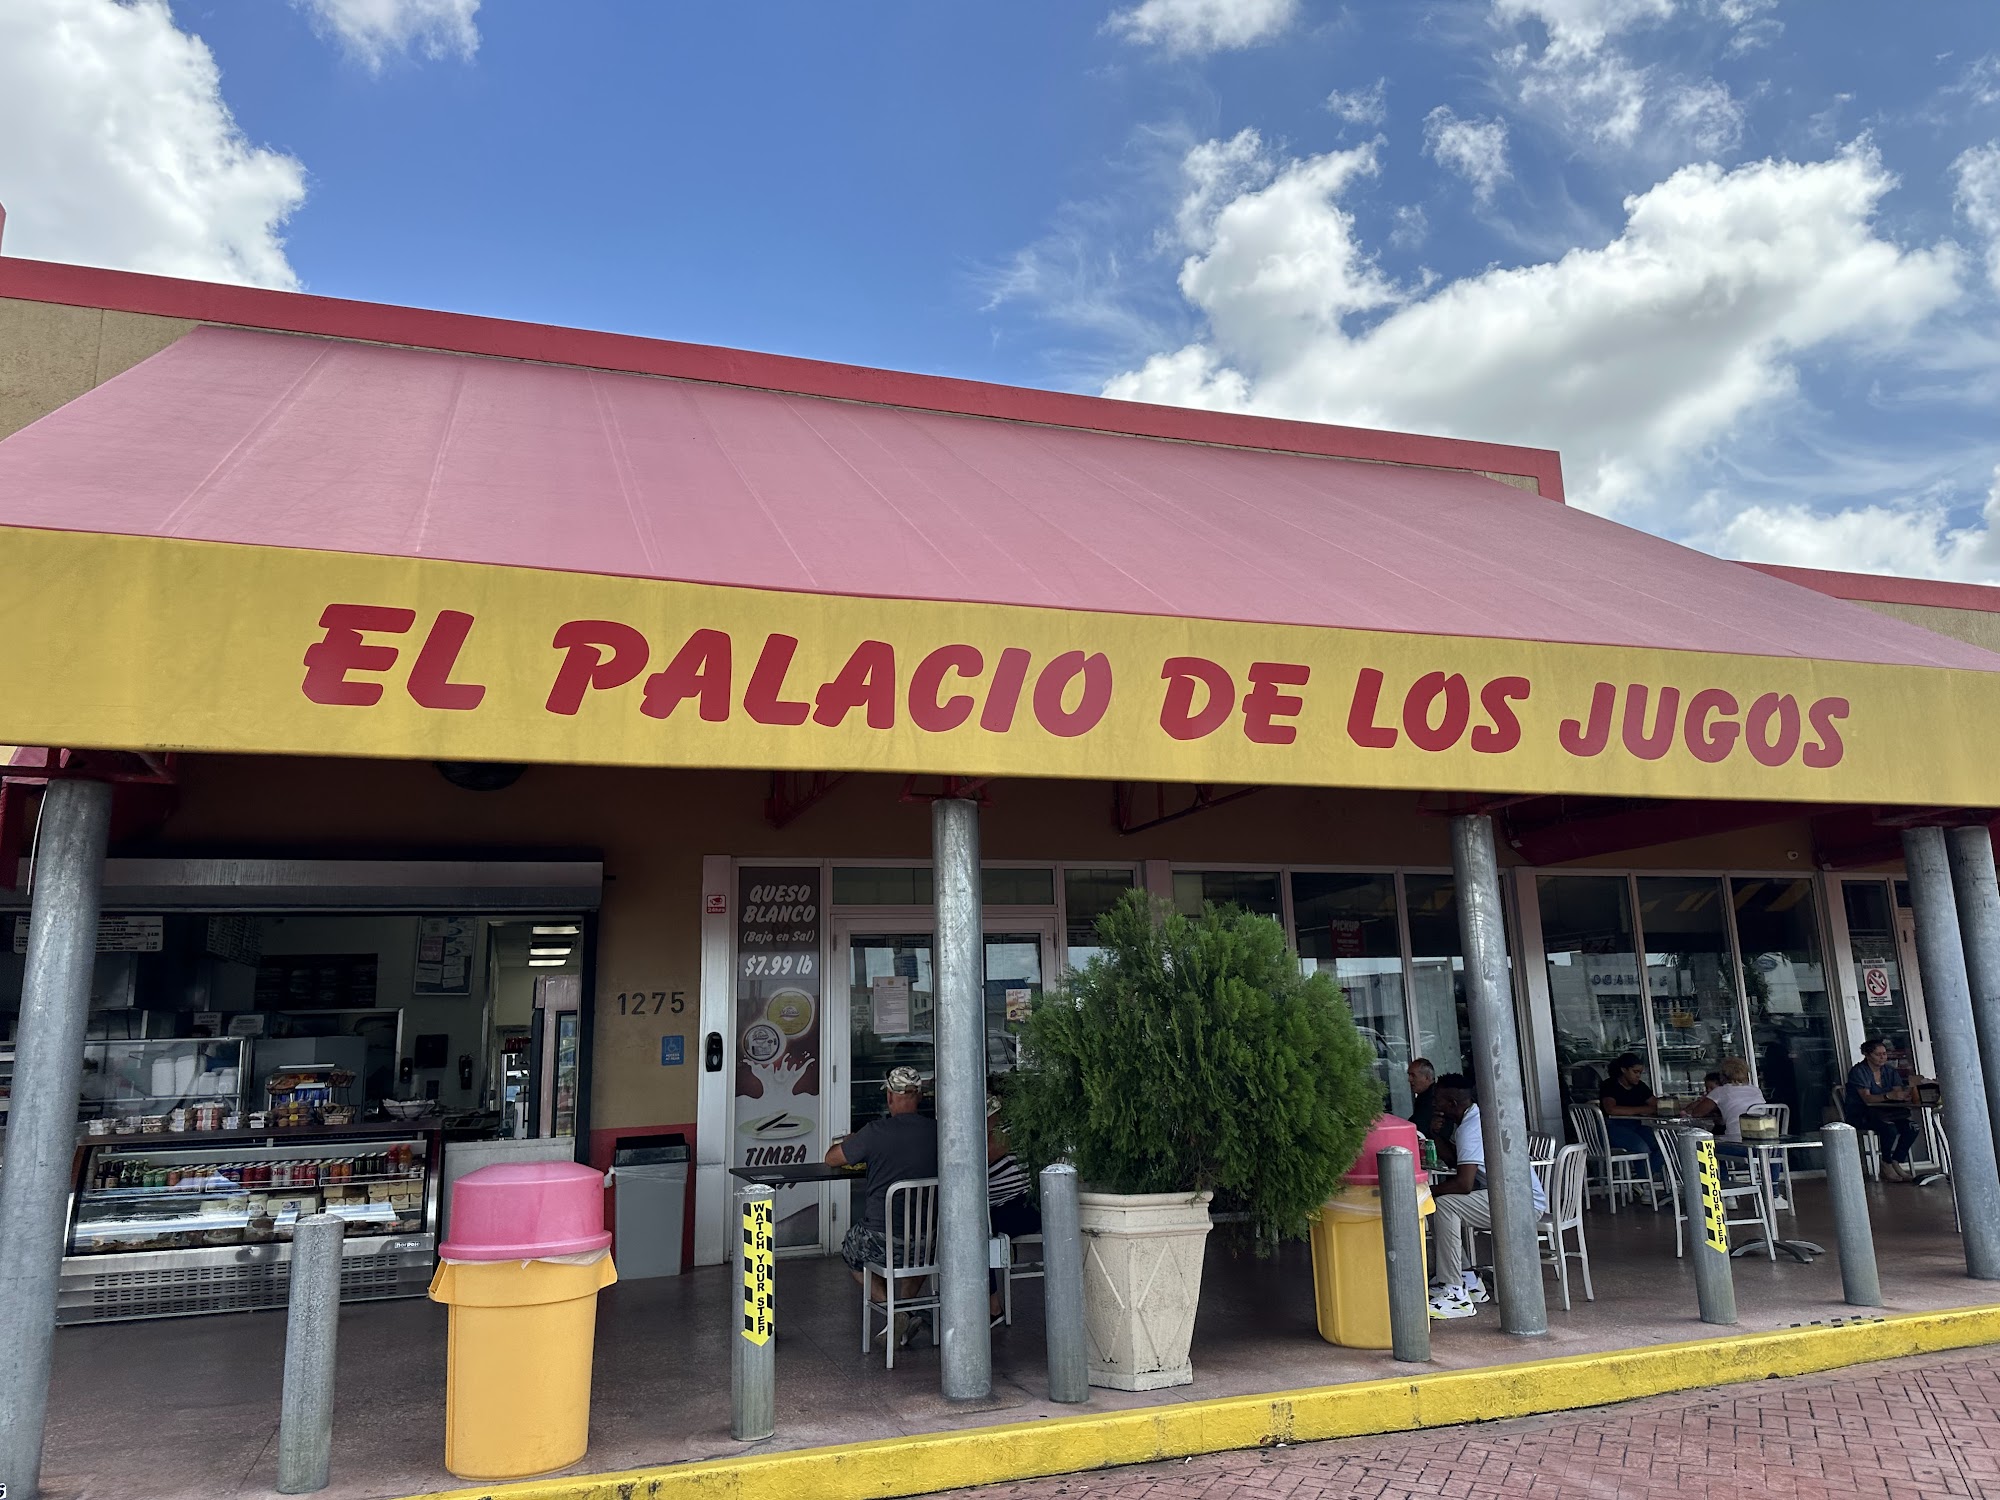 EL PALACIO DE LOS JUGOS
QUESO
BLANCO
(Bajo en Sal)
$7.99 lb
TIMBA
1275
WATCH YOUR STEP
WATCH YOUR STEP
PICKUP